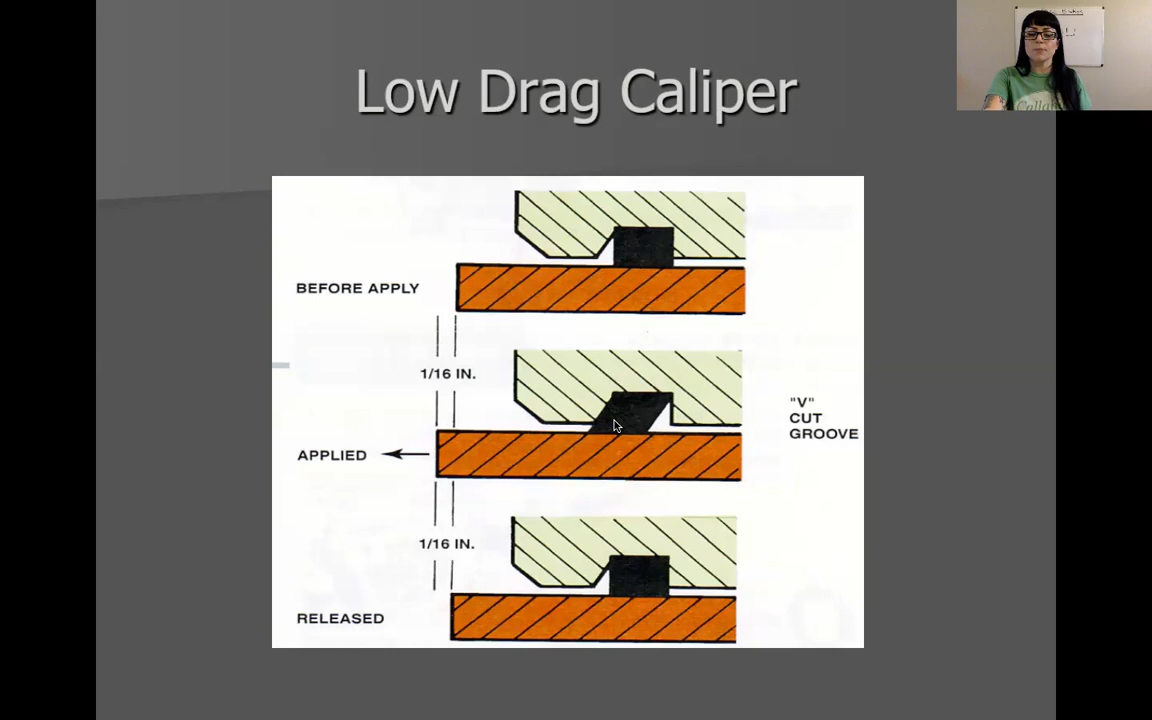 Low Drag Caliper
BEFORE APPLY
1/16 IN.
"V"
CUT
GROOVE
APPLIED
1/16 IN.
RELEASED